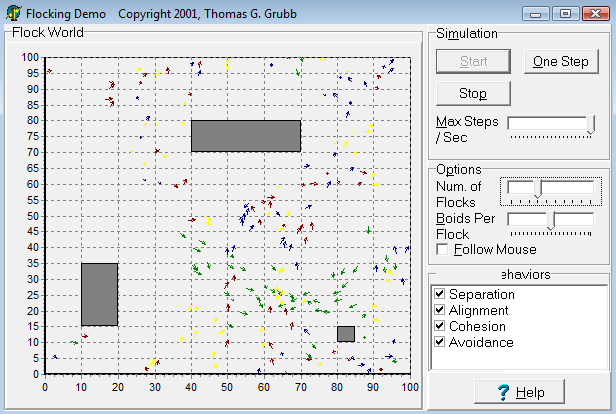 Flocking Demo Copyright 2001, Thomas G. Grubb
Flock World
100
95
90
85
80
75
70
65
60
55
50
45
40
35
30
25
20
15
10
5
0
0 10 20 30 40 50 60 70 80 90 100
Simulation
Start One Step
Stop
Max Steps
/ Sec
Options
Num. of
Flocks
Boids Per
Flock
Follow Mouse
ehaviors
Separation
Alignment
Cohesion
Avoidance
? Help